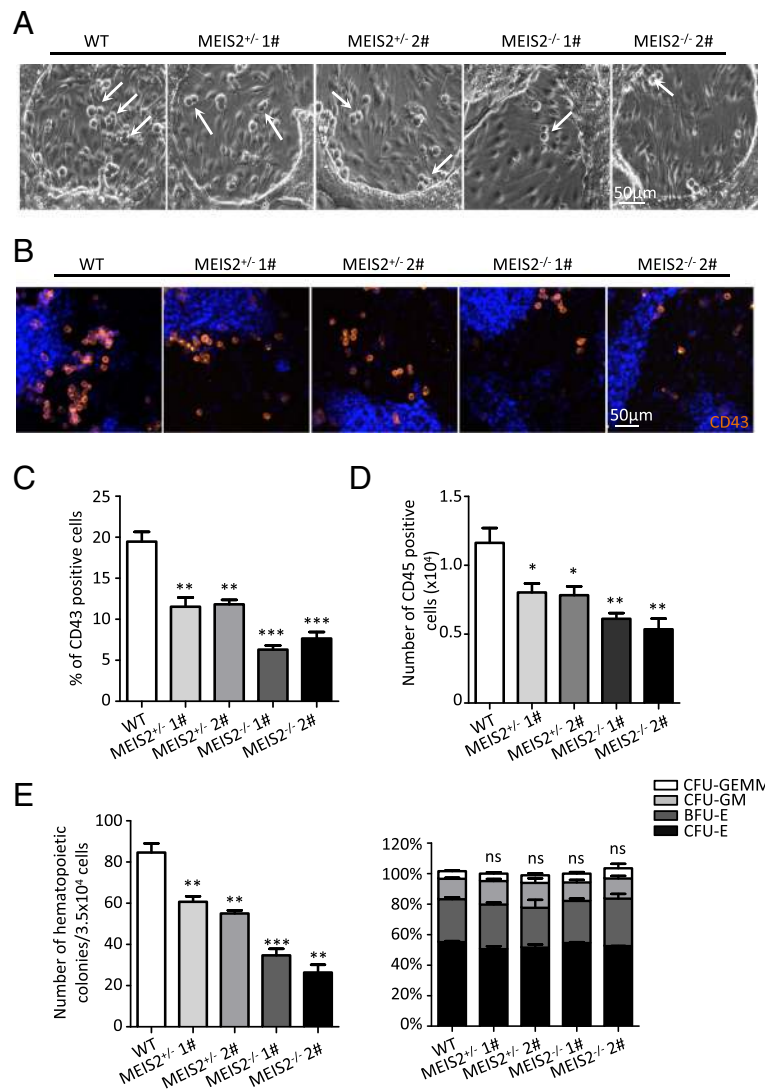 A
WT MEIS2+/- 1# MEIS2+/- 2# MEIS2-/- 1# MEIS2-/- 2#
50μm
B
WT MEIS2+/- 1# MEIS2+/- 2# MEIS2-/- 1# MEIS2-/- 2#
50μm
CD43
C
% of CD43 positive cells
25
20
15
10
5
0
** ** *** ***
WT MEIS2+/- 1# MEIS2+/- 2# MEIS2-/- 1# MEIS2-/- 2#
D
Number of CD45 positive
cells (x10⁴)
1.5
1.0
0.5
0
* * ** **
WT MEIS2+/- 1# MEIS2+/- 2# MEIS2-/- 1# MEIS2-/- 2#
E
Number of hematopoietic
colonies/3.5x10⁴ cells
100
80
60
40
20
0
** ** *** **
WT MEIS2+/- 1# MEIS2+/- 2# MEIS2-/- 1# MEIS2-/- 2#
CFU-GEMM
CFU-GM
BFU-E
CFU-E
120%
100%
80%
60%
40%
20%
0%
ns ns ns ns
WT MEIS2+/- 1# MEIS2+/- 2# MEIS2-/- 1# MEIS2-/- 2#